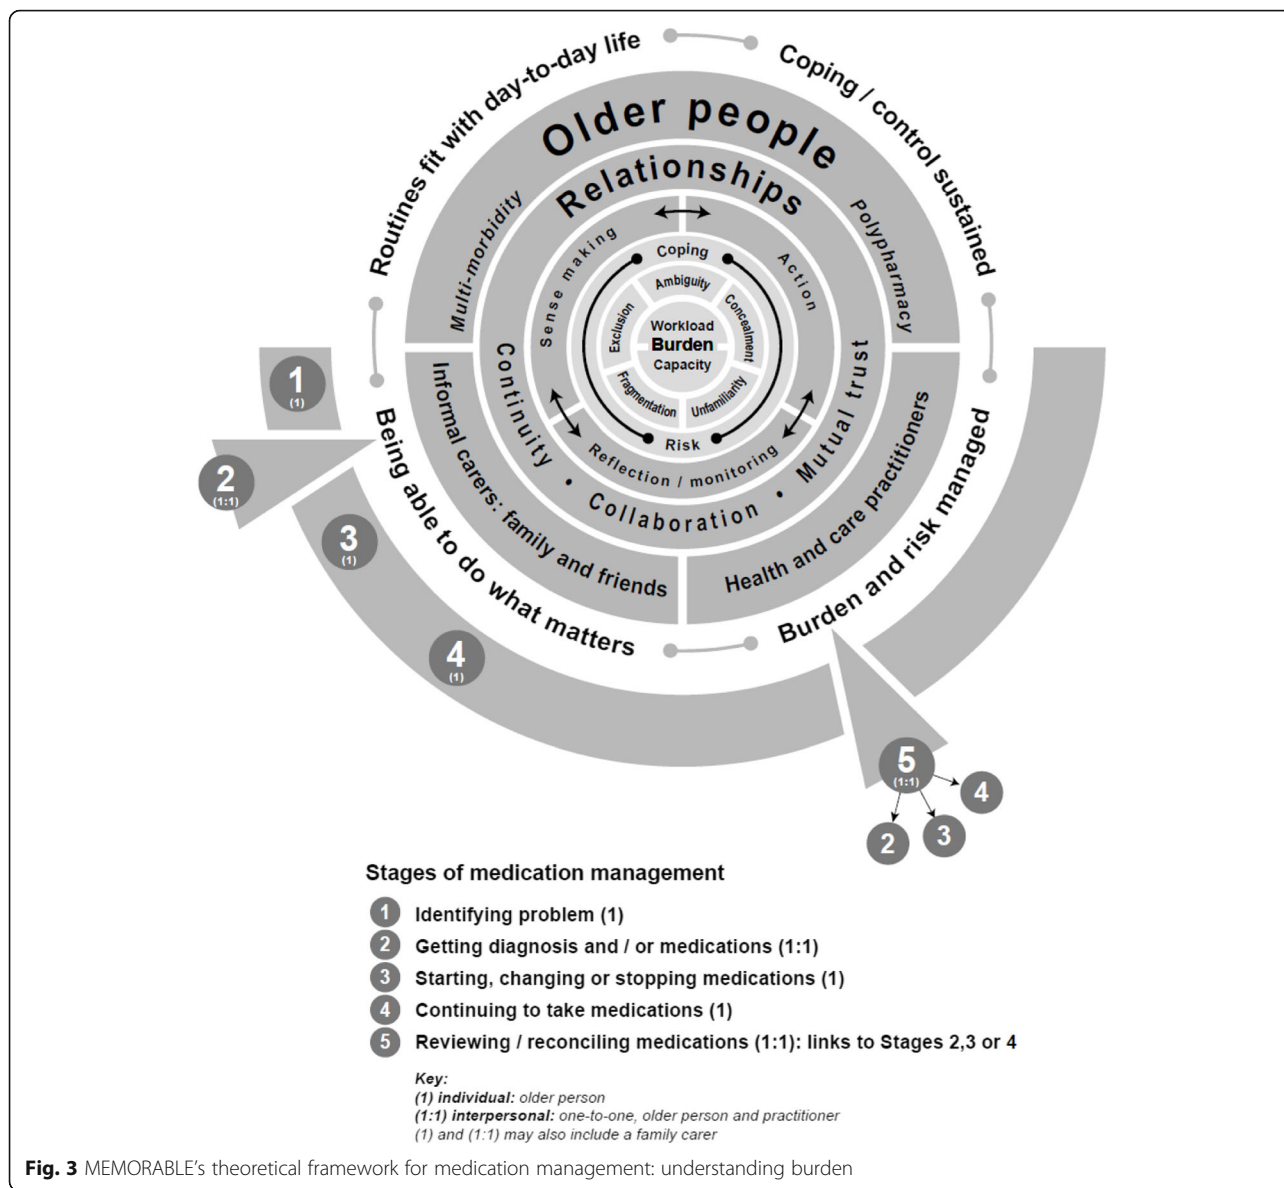 Routines fit with day-to-day life
Coping / control sustained
Older people
Multi-morbidity
Polypharmacy
Relationships
Sense making
Action
Coping
Ambiguity
Exclusion
Concealment
Workload
Burden
Capacity
Fragmentation
Unfamiliarity
Risk
Reflection / monitoring
Continuity • Collaboration • Mutual trust
Informal carers: family and friends
Health and care practitioners
Being able to do what matters
Burden and risk managed
1
(1)
2
(1:1)
3
(1)
4
(1)
5
(1:1)
4
3
2
Stages of medication management
1 Identifying problem (1)
2 Getting diagnosis and / or medications (1:1)
3 Starting, changing or stopping medications (1)
4 Continuing to take medications (1)
5 Reviewing / reconciling medications (1:1): links to Stages 2,3 or 4
Key:
(1) individual: older person
(1:1) interpersonal: one-to-one, older person and practitioner
(1) and (1:1) may also include a family carer
Fig. 3 MEMORABLE's theoretical framework for medication management: understanding burden